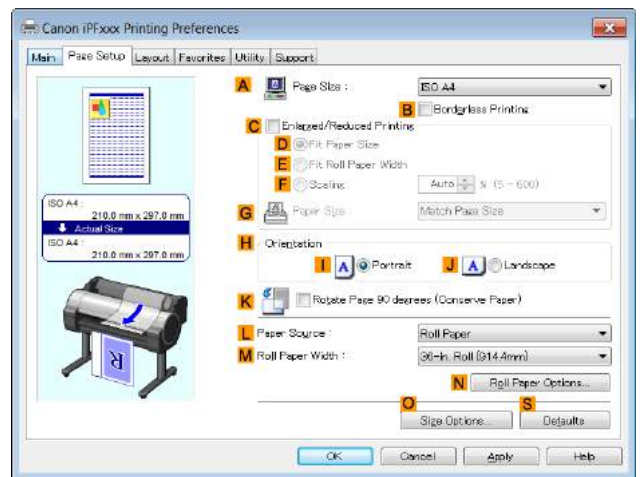 Canon iPFxxx Printing Preferences
Main Page Setup Layout Favorites Utility Support
A Page Size : ISO A4
B Borderless Printing
C Enlarged/Reduced Printing
D Fit Paper Size
E Fit Roll Paper Width
F Scaling Auto % (5 - 600)
G Paper Size : Match Page Size
ISO A4 :
210.0 mm x 297.0 mm
Actual Size
ISO A4 :
210.0 mm x 297.0 mm
H Orientation
I A Portrait J A Landscape
K Rotate Page 90 degrees (Conserve Paper)
L Paper Source : Roll Paper
M Roll Paper Width : 36-in. Roll (914.4mm)
R
N Roll Paper Options...
O S
Size Options... Defaults
OK Cancel Apply Help